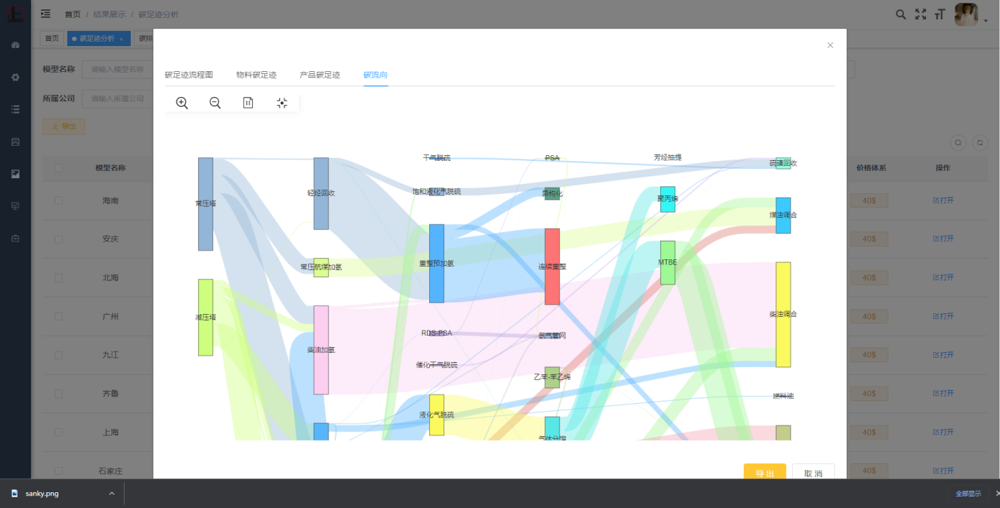 首页 / 结果展示 / 碳足迹分析
首页
碳足迹分析 ×
碳排
模型名称
请输入模型名称
所属公司
请输入所属公司
导出
模型名称
价格体系
操作
海南
40$
打开
安庆
40$
打开
北海
40$
打开
广州
40$
打开
九江
40$
打开
齐鲁
40$
打开
上海
40$
打开
石家庄
40$
打开
碳足迹流程图
物料碳足迹
产品碳足迹
碳流向
干气脱硫
PSA
芳烃抽提
硫磺回收
轻烃回收
饱和液化气脱硫
异构化
聚丙烯
常压塔
煤油调合
常压航煤加氢
重整预加氢
连续重整
MTBE
减压塔
柴油调合
柴油加氢
RDS-PSA
氢气管网
催化干气脱硫
乙苯-苯乙烯
燃料油
液化气脱硫
气体分馏
导出
取消
sanky.png
全部显示